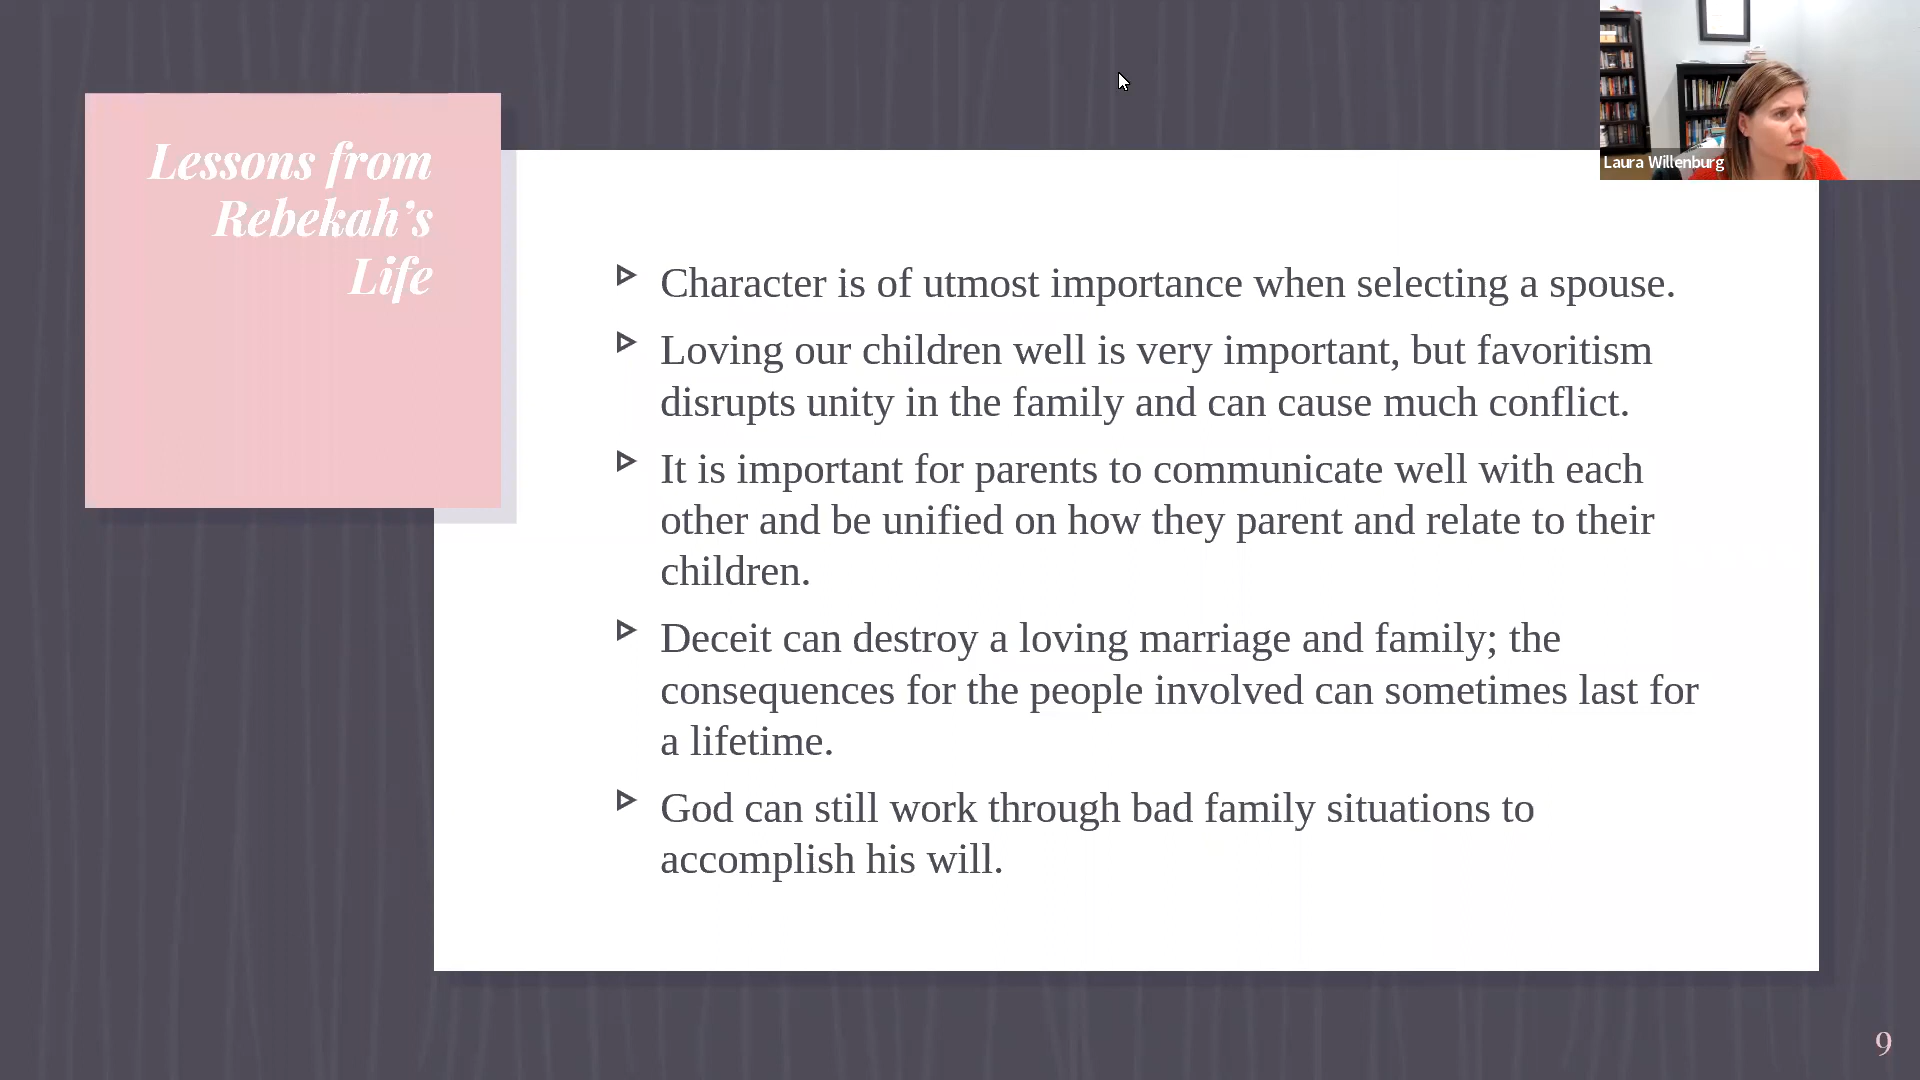 Lessons from
Rebekah's
Life
Laura Willenburg
Character is of utmost importance when selecting a spouse.
Loving our children well is very important, but favoritism
disrupts unity in the family and can cause much conflict.
It is important for parents to communicate well with each
other and be unified on how they parent and relate to their
children.
Deceit can destroy a loving marriage and family; the
consequences for the people involved can sometimes last for
a lifetime.
God can still work through bad family situations to
accomplish his will.
9